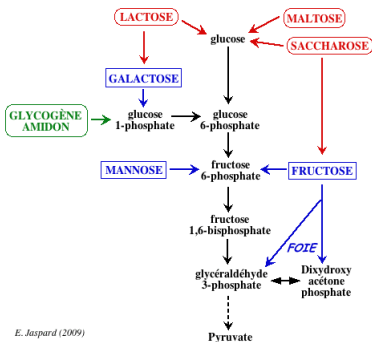 LACTOSE
MALTOSE
glucose
SACCHAROSE
GALACTOSE
GLYCOGÈNE
AMIDON
glucose
1-phosphate
glucose
6-phosphate
MANNOSE
fructose
6-phosphate
FRUCTOSE
fructose
1,6-bisphosphate
FOIE
glycéraldéhyde
3-phosphate
Dixydroxy
acétone
phosphate
E. Jaspard (2009)
Pyruvate